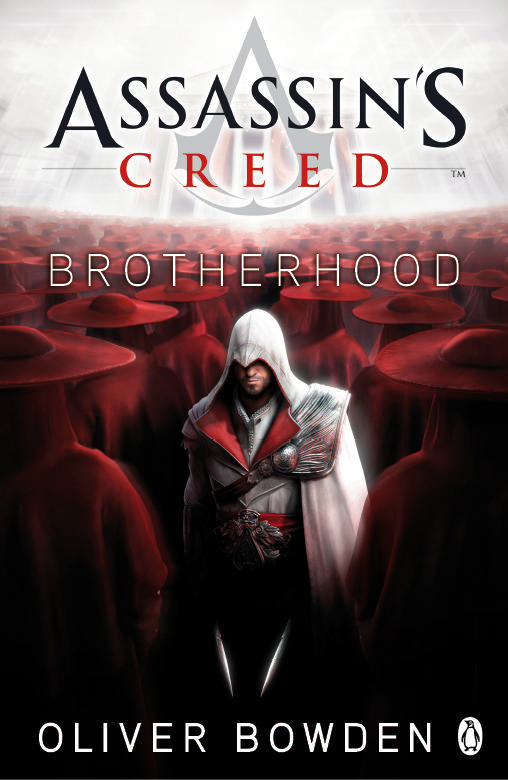 ASSASSIN'S
CREED
TM
BROTHERHOOD
OLIVER BOWDEN